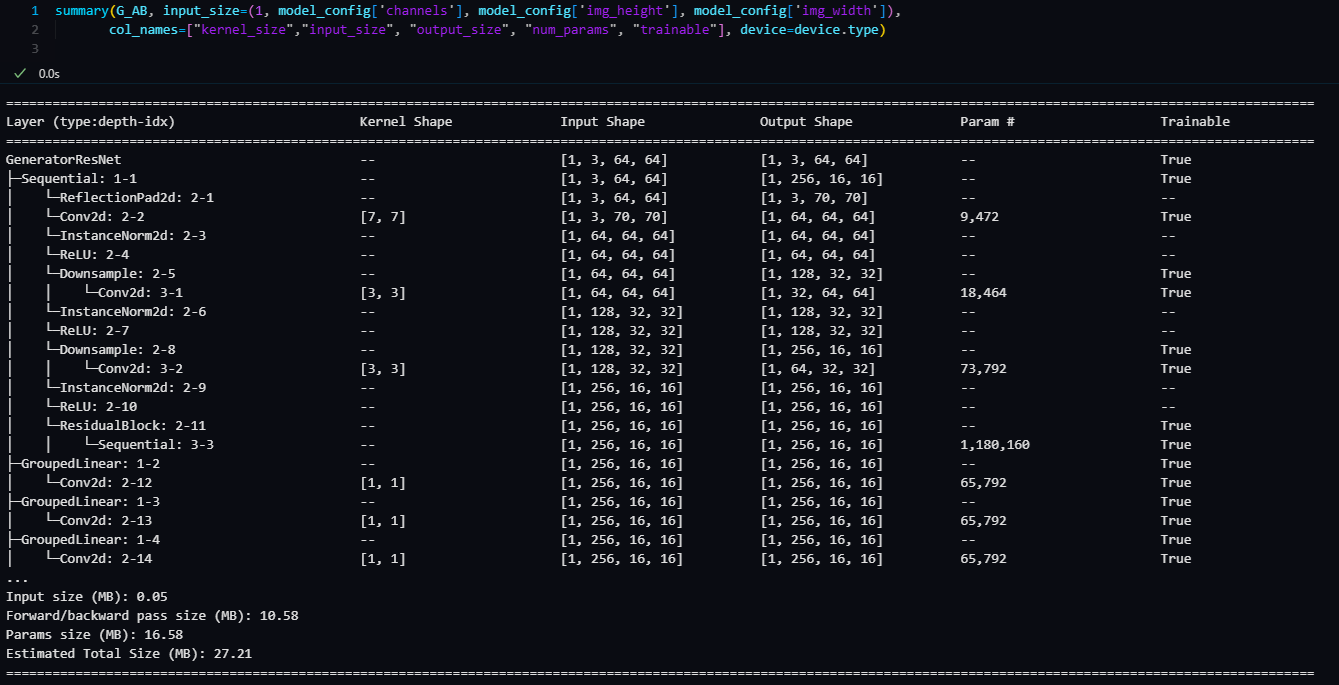 1 summary(G_AB, input_size=(1, model_config['channels'], model_config['img_height'], model_config['img_width']),
2 col_names=["kernel_size","input_size", "output_size", "num_params", "trainable"], device=device.type)
3
✓ 0.0s
==========================================================================================================================================================================
Layer (type:depth-idx) Kernel Shape Input Shape Output Shape Param # Trainable
==========================================================================================================================================================================
GeneratorResNet -- [1, 3, 64, 64] [1, 3, 64, 64] -- True
├─Sequential: 1-1 -- [1, 3, 64, 64] [1, 256, 16, 16] -- True
│ └─ReflectionPad2d: 2-1 -- [1, 3, 64, 64] [1, 3, 70, 70] -- --
│ └─Conv2d: 2-2 [7, 7] [1, 3, 70, 70] [1, 64, 64, 64] 9,472 True
│ └─InstanceNorm2d: 2-3 -- [1, 64, 64, 64] [1, 64, 64, 64] -- --
│ └─ReLU: 2-4 -- [1, 64, 64, 64] [1, 64, 64, 64] -- --
│ └─Downsample: 2-5 -- [1, 64, 64, 64] [1, 128, 32, 32] -- True
│ │ └─Conv2d: 3-1 [3, 3] [1, 64, 64, 64] [1, 32, 64, 64] 18,464 True
│ └─InstanceNorm2d: 2-6 -- [1, 128, 32, 32] [1, 128, 32, 32] -- --
│ └─ReLU: 2-7 -- [1, 128, 32, 32] [1, 128, 32, 32] -- --
│ └─Downsample: 2-8 -- [1, 128, 32, 32] [1, 256, 16, 16] -- True
│ │ └─Conv2d: 3-2 [3, 3] [1, 128, 32, 32] [1, 64, 32, 32] 73,792 True
│ └─InstanceNorm2d: 2-9 -- [1, 256, 16, 16] [1, 256, 16, 16] -- --
│ └─ReLU: 2-10 -- [1, 256, 16, 16] [1, 256, 16, 16] -- --
│ └─ResidualBlock: 2-11 -- [1, 256, 16, 16] [1, 256, 16, 16] -- True
│ │ └─Sequential: 3-3 -- [1, 256, 16, 16] [1, 256, 16, 16] 1,180,160 True
├─GroupedLinear: 1-2 -- [1, 256, 16, 16] [1, 256, 16, 16] -- True
│ └─Conv2d: 2-12 [1, 1] [1, 256, 16, 16] [1, 256, 16, 16] 65,792 True
├─GroupedLinear: 1-3 -- [1, 256, 16, 16] [1, 256, 16, 16] -- True
│ └─Conv2d: 2-13 [1, 1] [1, 256, 16, 16] [1, 256, 16, 16] 65,792 True
├─GroupedLinear: 1-4 -- [1, 256, 16, 16] [1, 256, 16, 16] -- True
│ └─Conv2d: 2-14 [1, 1] [1, 256, 16, 16] [1, 256, 16, 16] 65,792 True
...
Input size (MB): 0.05
Forward/backward pass size (MB): 10.58
Params size (MB): 16.58
Estimated Total Size (MB): 27.21
==========================================================================================================================================================================